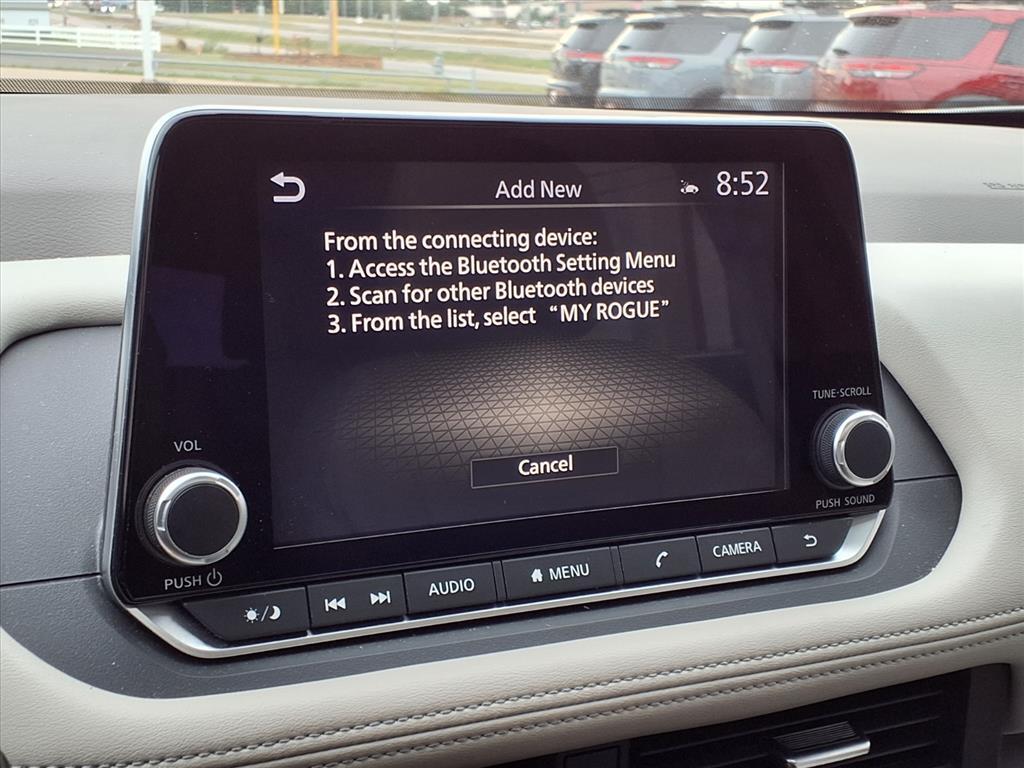 Add New
8:52
From the connecting device:
1. Access the Bluetooth Setting Menu
2. Scan for other Bluetooth devices
3. From the list, select “MY ROGUE”
Cancel
TUNE·SCROLL
VOL
PUSH SOUND
PUSH
AUDIO
MENU
CAMERA